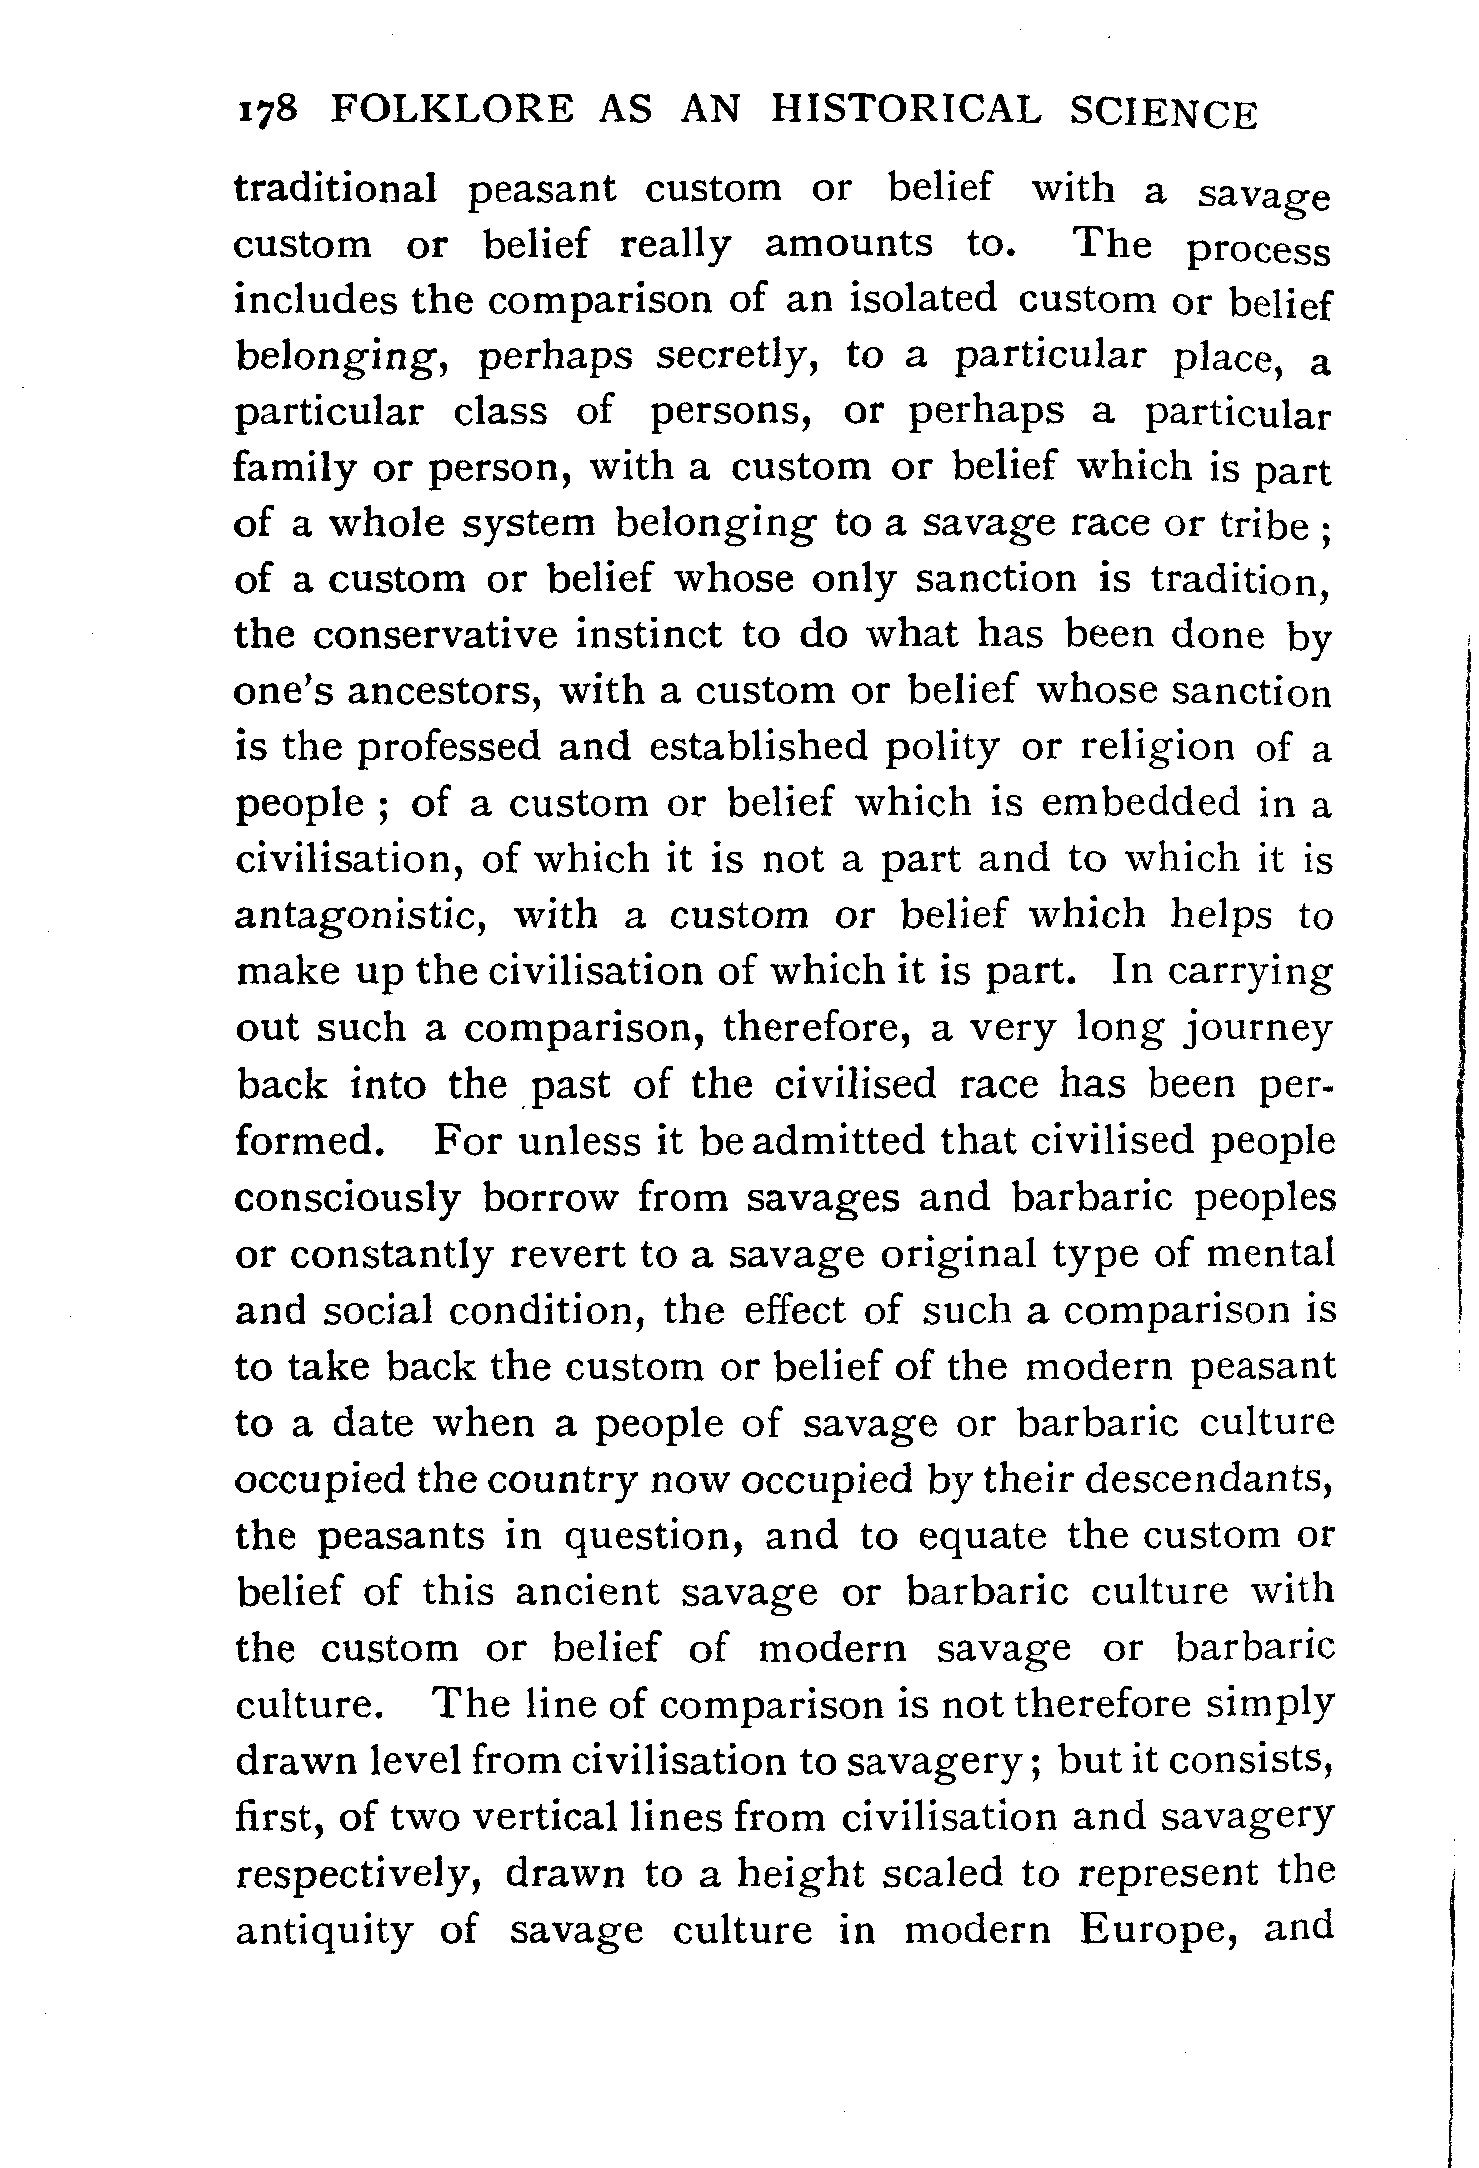 178 FOLKLORE AS AN HISTORICAL SCIENCE
traditional peasant custom or belief with a savage
custom or belief really amounts to. The process
includes the comparison of an isolated custom or belief
belonging, perhaps secretly, to a particular place, a
particular class of persons, or perhaps a particular
family or person, with a custom or belief which is part
of a whole system belonging to a savage race or tribe ;
of a custom or belief whose only sanction is tradition,
the conservative instinct to do what has been done by
one's ancestors, with a custom or belief whose sanction
is the professed and established polity or religion of a
people ; of a custom or belief which is embedded in a
civilisation, of which it is not a part and to which it is
antagonistic, with a custom or belief which helps to
make up the civilisation of which it is part. In carrying
out such a comparison, therefore, a very long journey
back into the past of the civilised race has been per-
formed. For unless it be admitted that civilised people
consciously borrow from savages and barbaric peoples
or constantly revert to a savage original type of mental
and social condition, the effect of such a comparison is
to take back the custom or belief of the modern peasant
to a date when a people of savage or barbaric culture
occupied the country now occupied by their descendants,
the peasants in question, and to equate the custom or
belief of this ancient savage or barbaric culture with
the custom or belief of modern savage or barbaric
culture. The line of comparison is not therefore simply
drawn level from civilisation to savagery ; but it consists,
first, of two vertical lines from civilisation and savagery
respectively, drawn to a height scaled to represent the
antiquity of savage culture in modern Europe, and